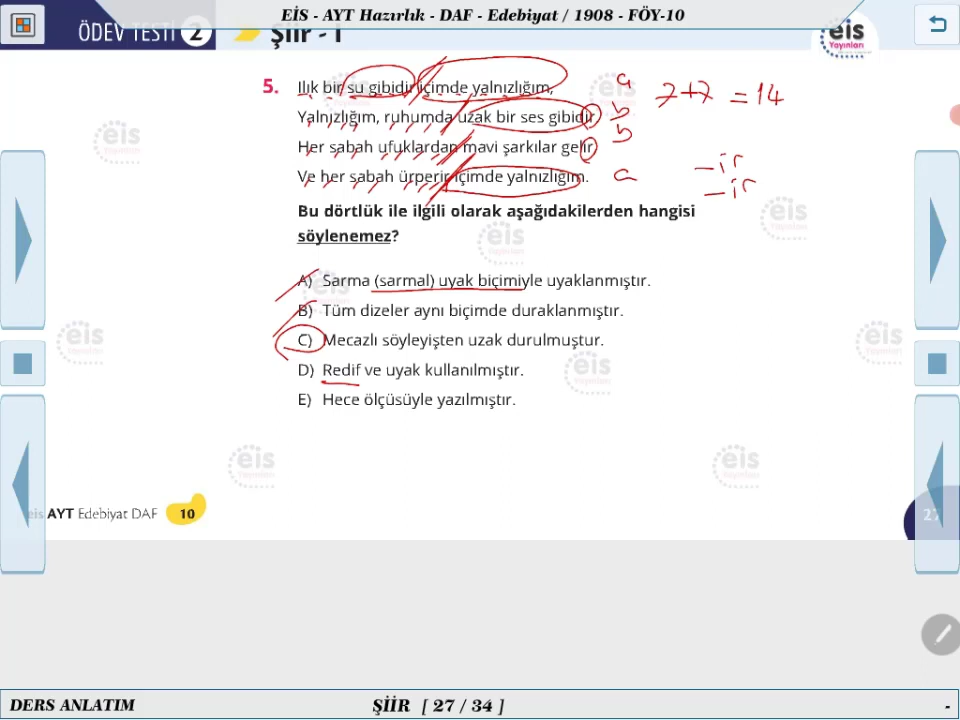 EİS - AYT Hazırlık - DAF - Edebiyat / 1908 - FÖY-10
ÖDEV TESTİ 2
Şiir - I
eis
Yayınları
5. Ilık bir su gibidir içimde yalnızlığım, a 7+7 = 14
Yalnızlığım, ruhumda uzak bir ses gibidir. b
Her sabah ufuklardan mavi şarkılar gelir, b -ir
Ve her sabah ürperir içimde yalnızlığım. a -ir
Bu dörtlük ile ilgili olarak aşağıdakilerden hangisi
söylenemez?
A) Sarma (sarmal) uyak biçimiyle uyaklanmıştır.
B) Tüm dizeler aynı biçimde duraklanmıştır.
C) Mecazlı söyleyişten uzak durulmuştur.
D) Redif ve uyak kullanılmıştır.
E) Hece ölçüsüyle yazılmıştır.
eis AYT Edebiyat DAF 10
27
DERS ANLATIM
ŞİİR [ 27 / 34 ]
-